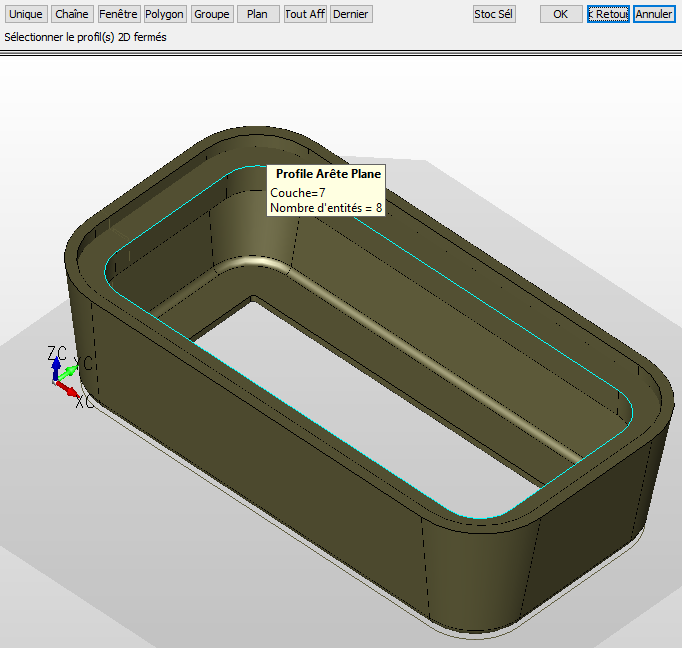 Unique Chaîne Fenêtre Polygon Groupe Plan Tout Aff Dernier Stoc Sél OK < Retour Annuler
Sélectionner le profil(s) 2D fermés
Profile Arête Plane
Couche=7
Nombre d'entités = 8
ZC
YC
XC